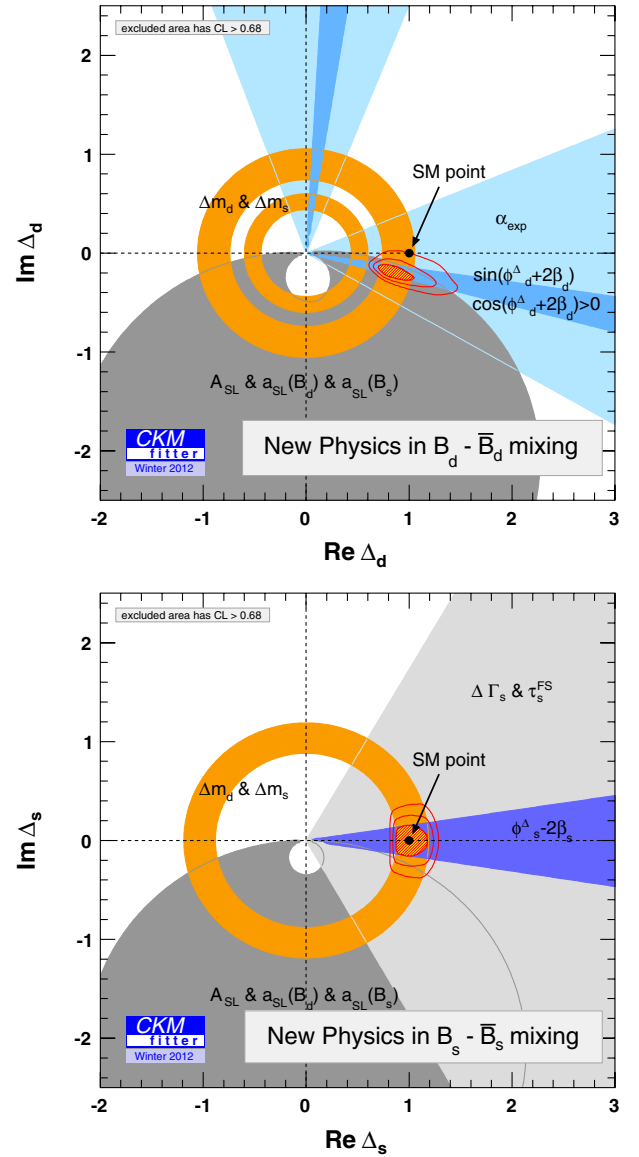 excluded area has CL > 0.68
2
1
0
-1
-2
Im Δd
SM point
Δmd & Δms
αexp
sin(φΔd+2βd)
cos(φΔd+2βd)>0
ASL & aSL(Bd) & aSL(Bs)
CKM
fitter
Winter 2012
New Physics in Bd - B̅d mixing
-2 -1 0 1 2 3
Re Δd
excluded area has CL > 0.68
2
1
0
-1
-2
Im Δs
ΔΓs & τsFS
SM point
Δmd & Δms
φΔs-2βs
ASL & aSL(Bd) & aSL(Bs)
CKM
fitter
Winter 2012
New Physics in Bs - B̅s mixing
-2 -1 0 1 2 3
Re Δs